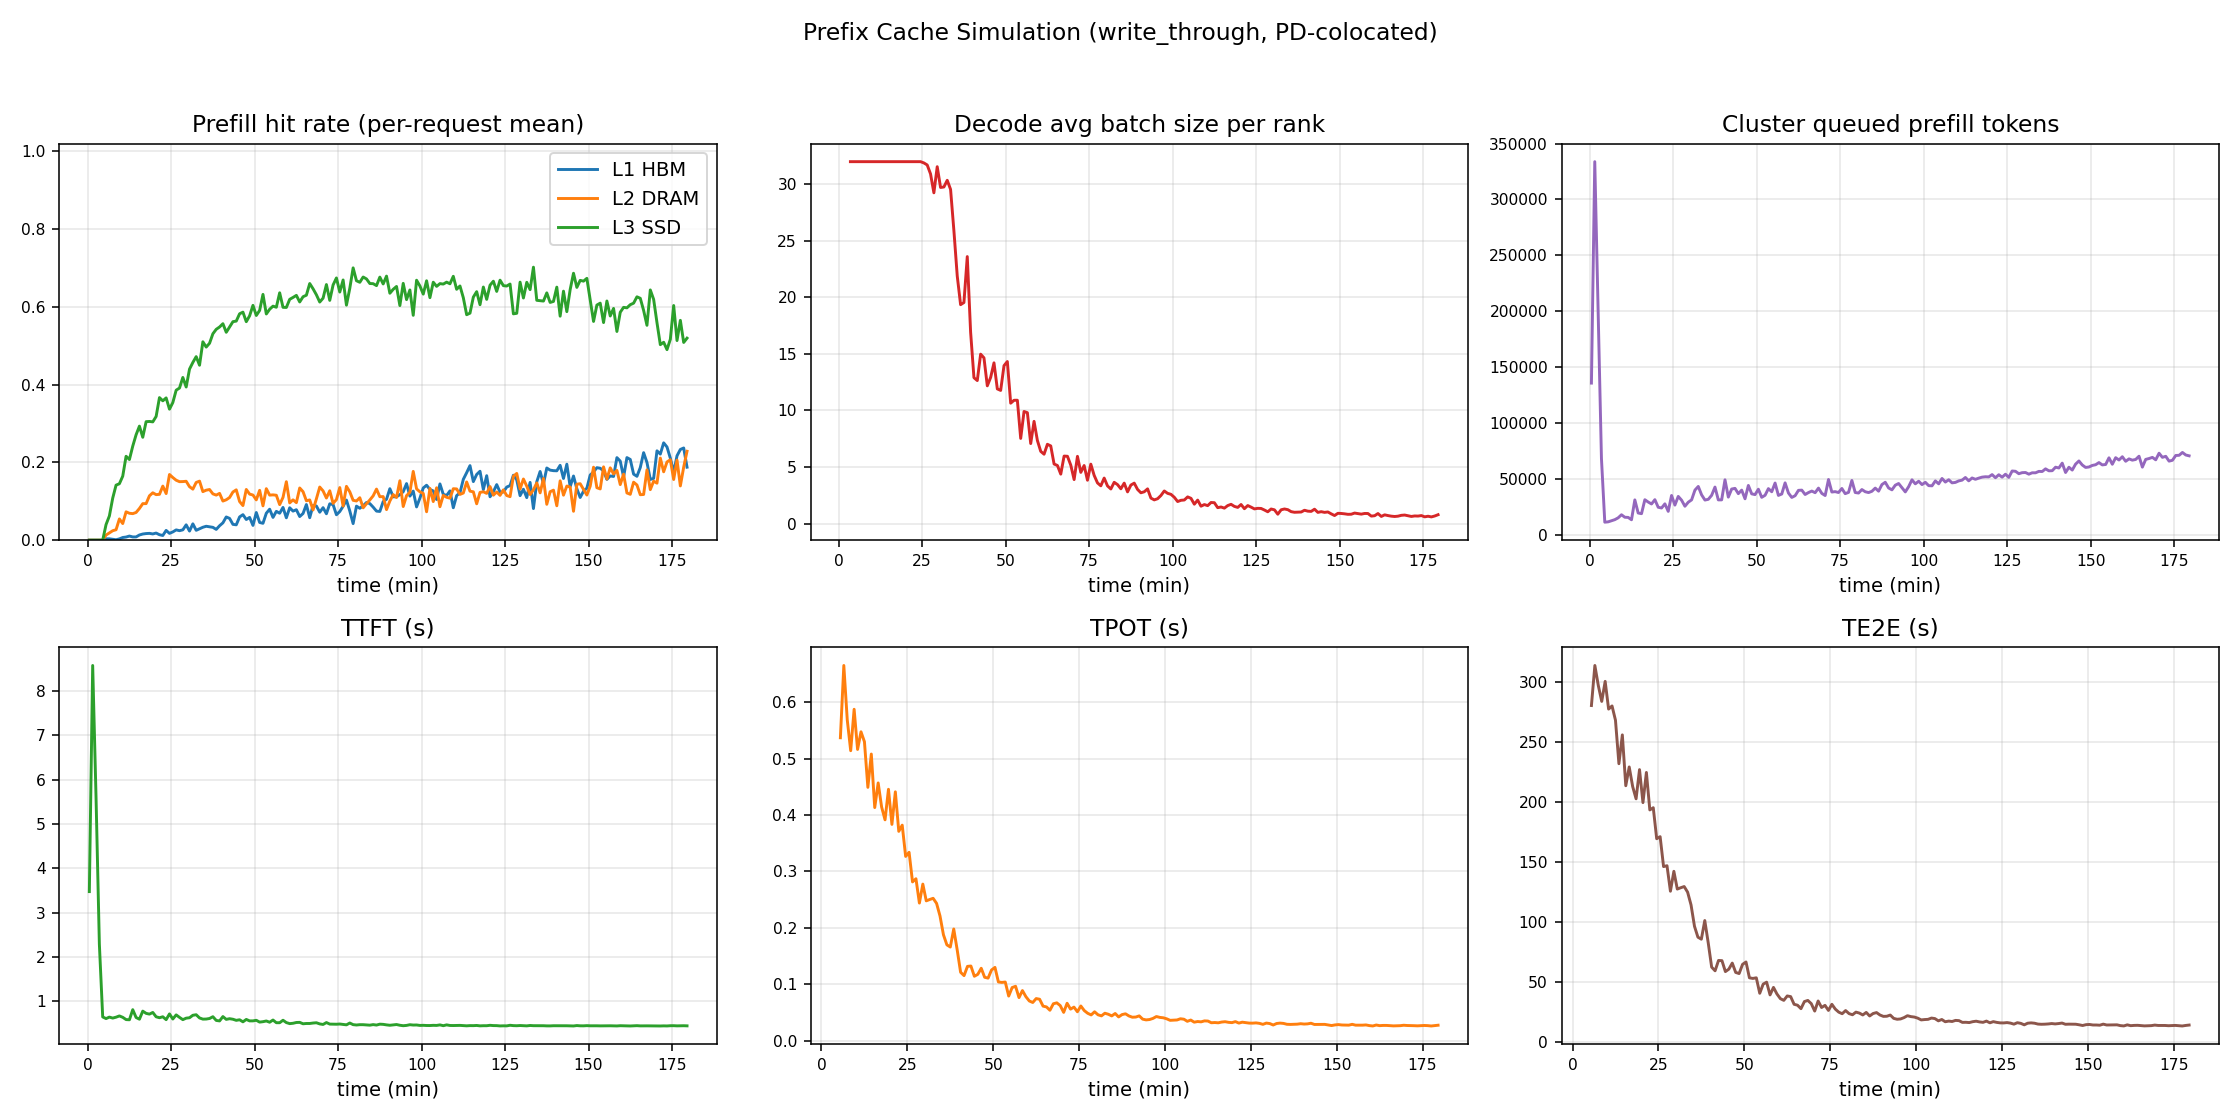 Prefix Cache Simulation (write_through, PD-colocated)
Prefill hit rate (per-request mean)
1.0
0.8
0.6
0.4
0.2
0.0
L1 HBM
L2 DRAM
L3 SSD
0 25 50 75 100 125 150 175
time (min)
Decode avg batch size per rank
30
25
20
15
10
5
0
0 25 50 75 100 125 150 175
time (min)
Cluster queued prefill tokens
350000
300000
250000
200000
150000
100000
50000
0
0 25 50 75 100 125 150 175
time (min)
TTFT (s)
8
7
6
5
4
3
2
1
0 25 50 75 100 125 150 175
time (min)
TPOT (s)
0.6
0.5
0.4
0.3
0.2
0.1
0.0
0 25 50 75 100 125 150 175
time (min)
TE2E (s)
300
250
200
150
100
50
0
0 25 50 75 100 125 150 175
time (min)